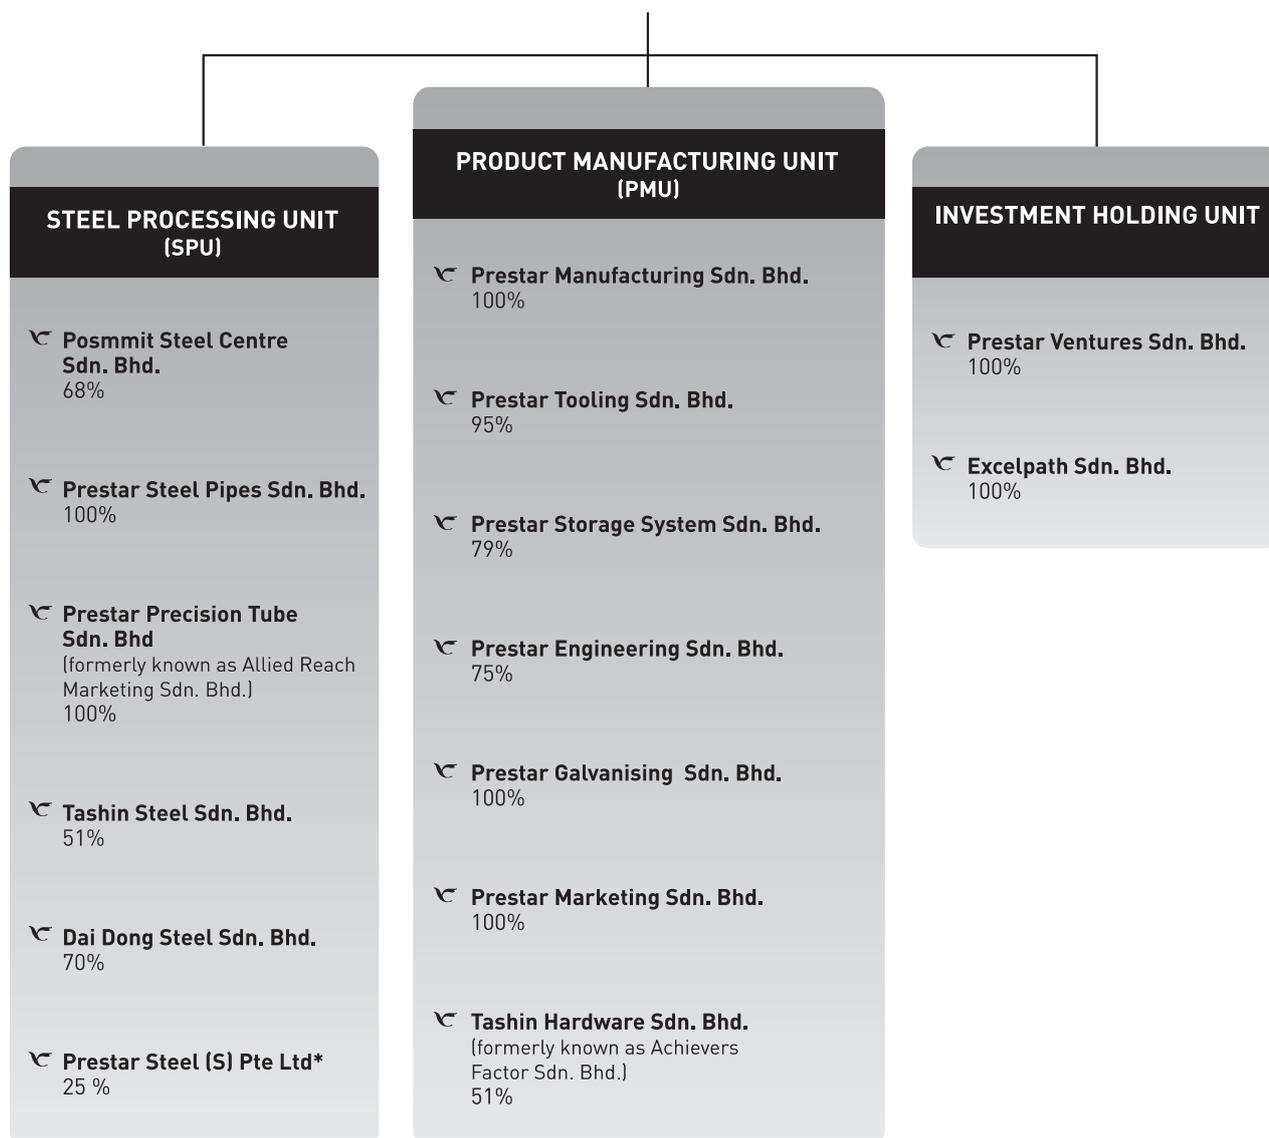 STEEL PROCESSING UNIT
(SPU)
Posmmit Steel Centre
Sdn. Bhd.
68%
Prestar Steel Pipes Sdn. Bhd.
100%
Prestar Precision Tube
Sdn. Bhd
(formerly known as Allied Reach
Marketing Sdn. Bhd.)
100%
Tashin Steel Sdn. Bhd.
51%
Dai Dong Steel Sdn. Bhd.
70%
Prestar Steel (S) Pte Ltd*
25 %
PRODUCT MANUFACTURING UNIT
(PMU)
Prestar Manufacturing Sdn. Bhd.
100%
Prestar Tooling Sdn. Bhd.
95%
Prestar Storage System Sdn. Bhd.
79%
Prestar Engineering Sdn. Bhd.
75%
Prestar Galvanising  Sdn. Bhd.
100%
Prestar Marketing Sdn. Bhd.
100%
Tashin Hardware Sdn. Bhd.
(formerly known as Achievers
Factor Sdn. Bhd.)
51%
INVESTMENT HOLDING UNIT
Prestar Ventures Sdn. Bhd.
100%
Excelpath Sdn. Bhd.
100%